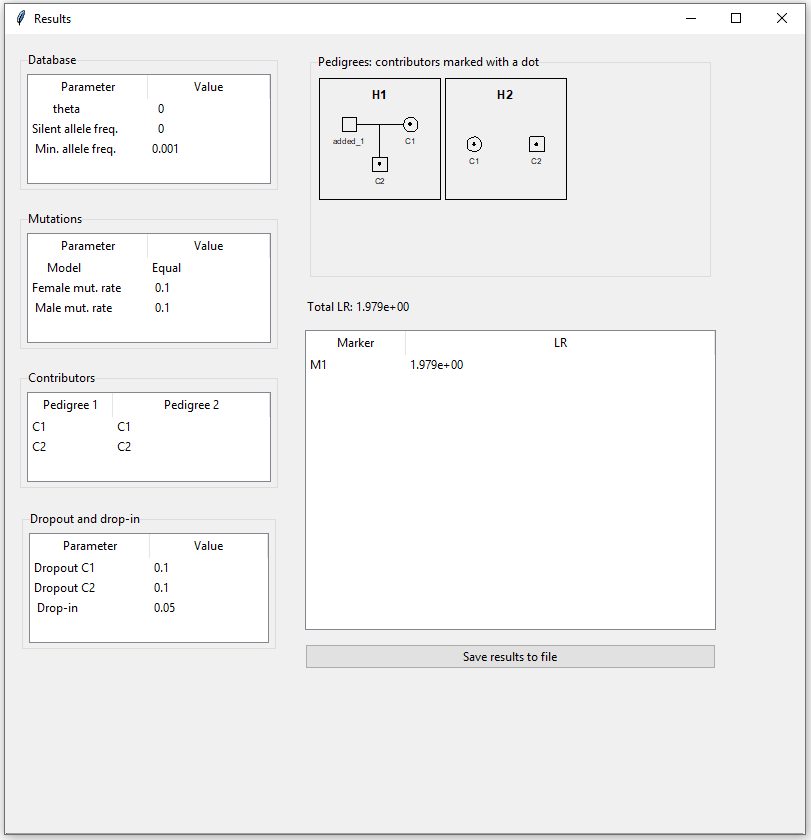 Results
Database
Parameter Value
theta 0
Silent allele freq. 0
Min. allele freq. 0.001
Mutations
Parameter Value
Model Equal
Female mut. rate 0.1
Male mut. rate 0.1
Contributors
Pedigree 1 Pedigree 2
C1 C1
C2 C2
Dropout and drop-in
Parameter Value
Dropout C1 0.1
Dropout C2 0.1
Drop-in 0.05
Pedigrees: contributors marked with a dot
H1 H2
added_1 C1
C2
C1 C2
Total LR: 1.979e+00
Marker LR
M1 1.979e+00
Save results to file